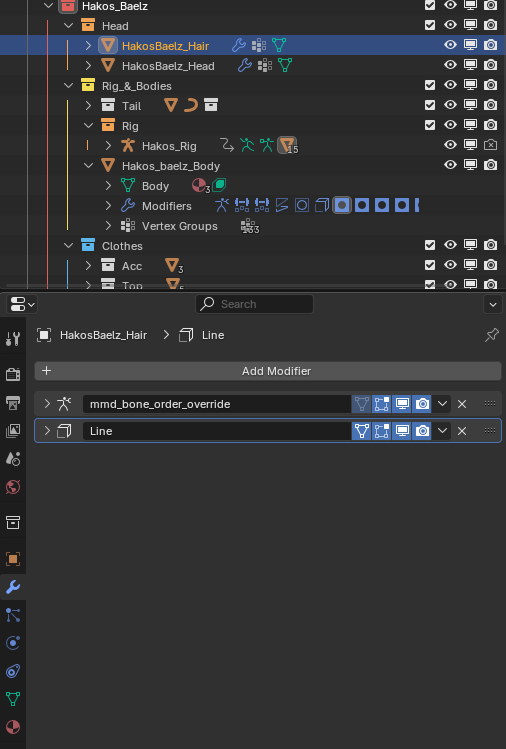 Hakos_Baelz
Head
HakosBaelz_Hair
HakosBaelz_Head
Rig_&_Bodies
Tail
Rig
Hakos_Rig 15
Hakos_baelz_Body
Body 3
Modifiers
Vertex Groups 133
Clothes
Acc 3
Top
Search
HakosBaelz_Hair Line
Add Modifier
mmd_bone_order_override
Line